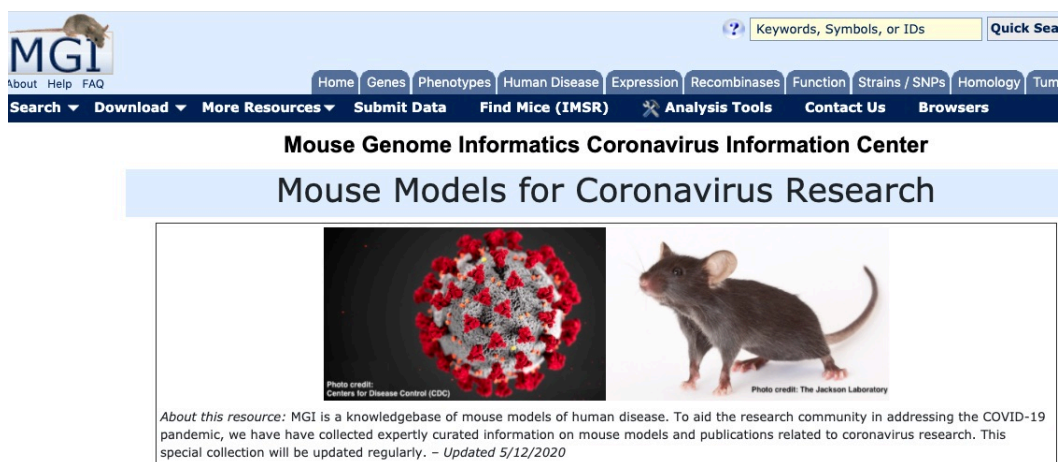 Keywords, Symbols, or IDs
Quick Sea
MGI
About Help FAQ
Home Genes Phenotypes Human Disease Expression Recombinases Function Strains / SNPs Homology Tum
Search Download More Resources Submit Data Find Mice (IMSR) Analysis Tools Contact Us Browsers
Mouse Genome Informatics Coronavirus Information Center
Mouse Models for Coronavirus Research
Photo credit:
Centers for Disease Control (CDC)
Photo credit: The Jackson Laboratory
About this resource: MGI is a knowledgebase of mouse models of human disease. To aid the research community in addressing the COVID-19
pandemic, we have have collected expertly curated information on mouse models and publications related to coronavirus research. This
special collection will be updated regularly. – Updated 5/12/2020